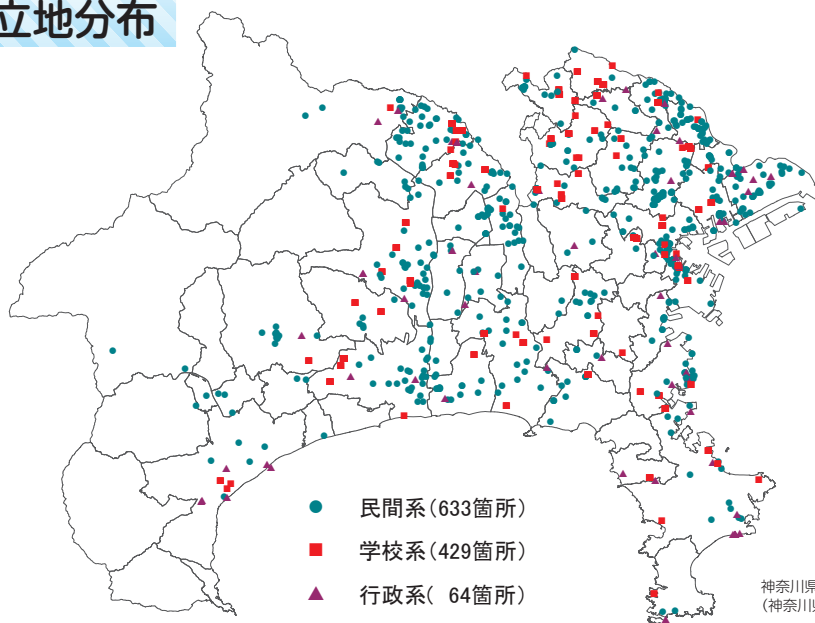 立地分布
民間系(633箇所)
学校系(429箇所)
行政系( 64箇所)
神奈川県
(神奈川県